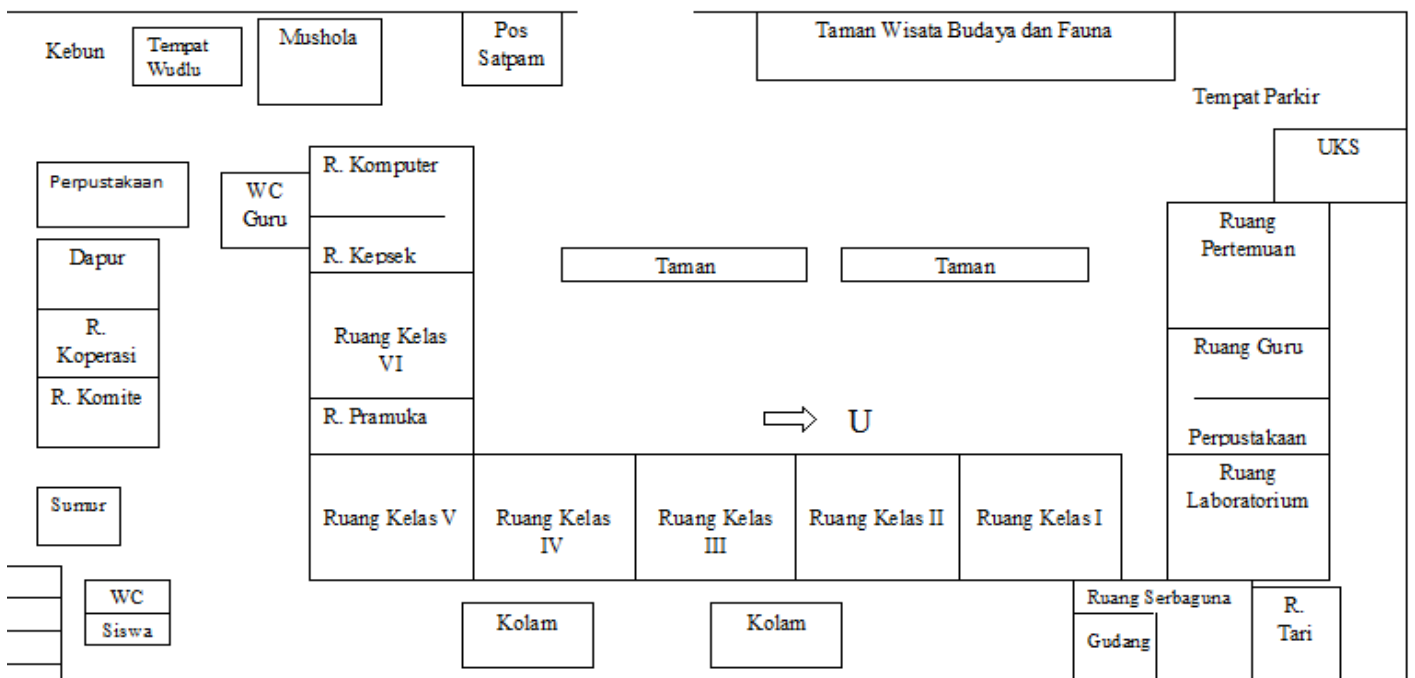 Kebun
Tempat
Wudlu
Mushola
Pos
Satpam
Taman Wisata Budaya dan Fauna
Tempat Parkir
UKS
Perpustakaan
WC
Guru
R. Komputer
R. Kepsek
Ruang
Pertemuan
Dapur
Taman
Taman
R.
Koperasi
Ruang Kelas
VI
Ruang Guru
R. Komite
R. Pramuka
U
Perpustakaan
Sumur
Ruang Kelas V
Ruang Kelas
IV
Ruang Kelas
III
Ruang Kelas II
Ruang Kelas I
Ruang
Laboratorium
WC
Siswa
Kolam
Kolam
Ruang Serbaguna
Gudang
R.
Tari